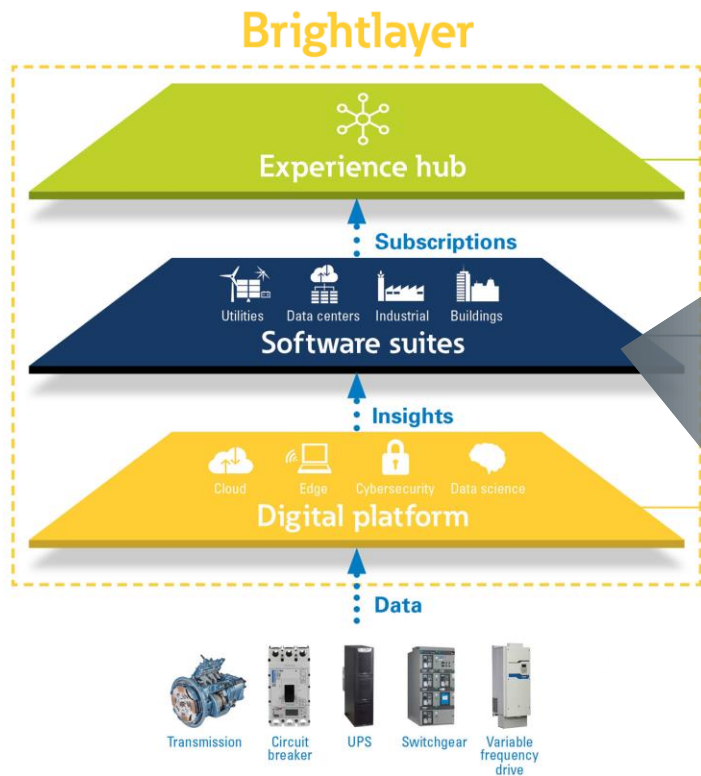 Brightlayer
Experience hub
Subscriptions
Utilities Data centers Industrial Buildings
Software suites
Insights
Cloud Edge Cybersecurity Data science
Digital platform
Data
Transmission Circuit UPS Switchgear Variable
breaker frequency
drive